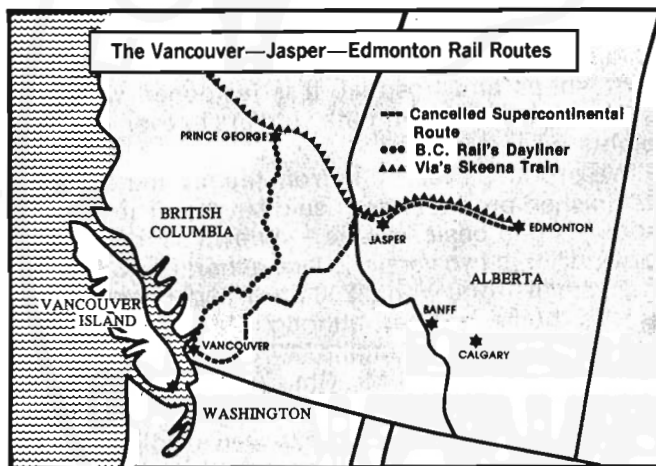 The Vancouver—Jasper—Edmonton Rail Routes
Cancelled Supercontinental
Route
B.C. Rail's Dayliner
Via's Skeena Train
PRINCE GEORGE
BRITISH
COLUMBIA
JASPER
EDMONTON
ALBERTA
VANCOUVER
ISLAND
BANFF
VANCOUVER
CALGARY
WASHINGTON